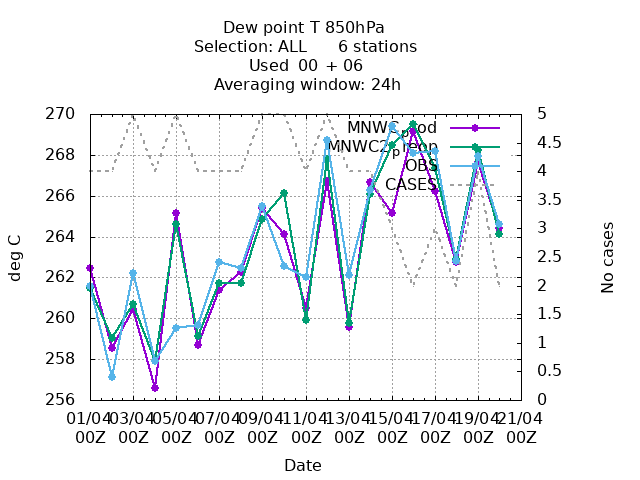 Dew point T 850hPa
Selection: ALL      6 stations
Used  00 + 06
Averaging window: 24h
270
268
266
264
262
260
258
256
5
4.5
4
3.5
3
2.5
2
1.5
1
0.5
0
deg C
No cases
OBS
CASES
01/04 03/04 05/04 07/04 09/04 11/04 13/04 15/04 17/04 19/04 21/04
00Z 00Z 00Z 00Z 00Z 00Z 00Z 00Z 00Z 00Z 00Z
Date